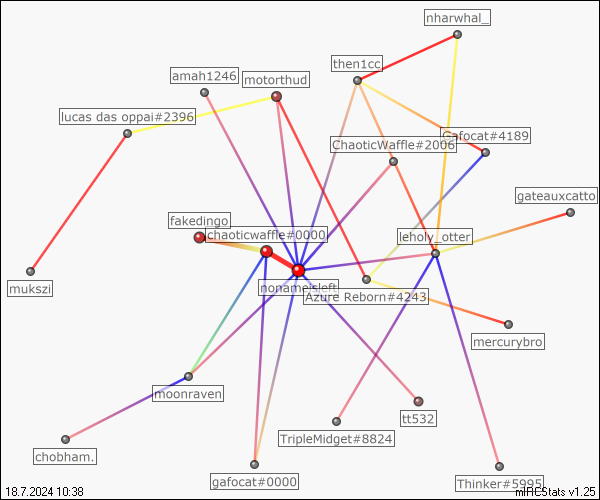 nharwhal_
then1cc
amah1246
motorthud
lucas das oppai#2396
Gafocat#4189
ChaoticWaffle#2006
gateauxcatto
fakedingo
chaoticwaffle#0000
leholy_otter
nonameisleft
Azure Reborn#4243
mukszi
mercurybro
moonraven
tt532
TripleMidget#8824
chobham.
gafocat#0000
Thinker#5995
18.7.2024 10:38
mIRCStats v1.25